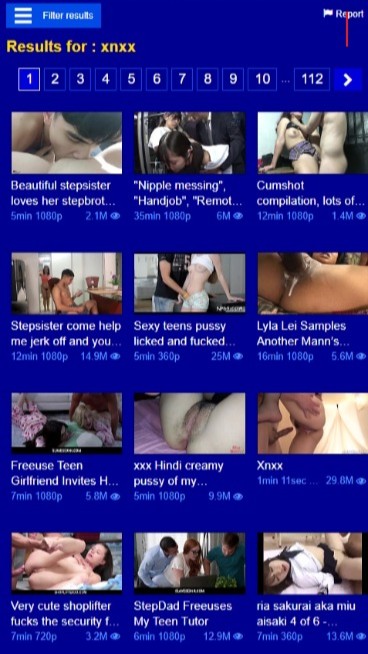 Filter results
Report
Results for : xnxx
1 2 3 4 5 6 7 8 9 10 ... 112
Beautiful stepsister
loves her stepbrot...
5min 1080p 2.1M
"Nipple messing",
"Handjob", "Remot...
35min 1080p 6M
Cumshot
compilation, lots of...
12min 1080p 1.4M
Stepsister come help
me jerk off and you...
12min 1080p 14.9M
Sexy teens pussy
licked and fucked...
5min 360p 25M
Lyla Lei Samples
Another Mann's...
16min 1080p 5.6M
Freeuse Teen
Girlfriend Invites H...
7min 1080p 5.8M
xxx Hindi creamy
pussy of my...
5min 1080p 9.9M
Xnxx
1min 11sec ... 29.8M
Very cute shoplifter
fucks the security f...
7min 720p 3.2M
StepDad Freeuses
My Teen Tutor
6min 1080p 12.9M
ria sakurai aka miu
aisaki 4 of 6 -...
7min 360p 13.6M